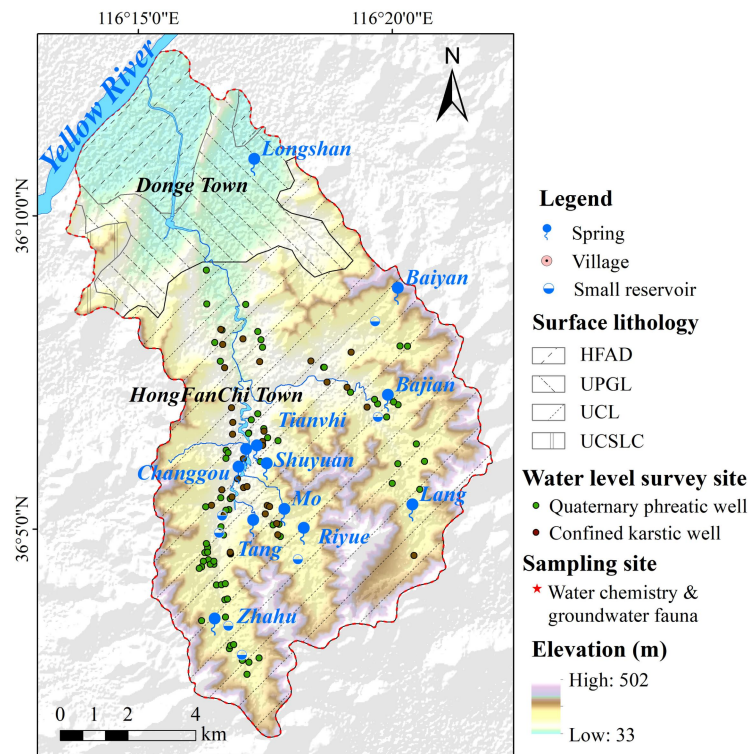 116°15'0"E
116°20'0"E
N
Yellow River
Longshan
Donge Town
36°10'0"N
Baiyan
Bajian
HongFanChi Town
Tianvhi
Shuyuan
Changgou
Mo
Lang
36°5'0"N
Tang
Riyue
Zhahu
0 1 2 4
km
Legend
Spring
Village
Small reservoir
Surface lithology
HFAD
UPGL
UCL
UCSLC
Water level survey site
Quaternary phreatic well
Confined karstic well
Sampling site
Water chemistry &
groundwater fauna
Elevation (m)
High: 502
Low: 33